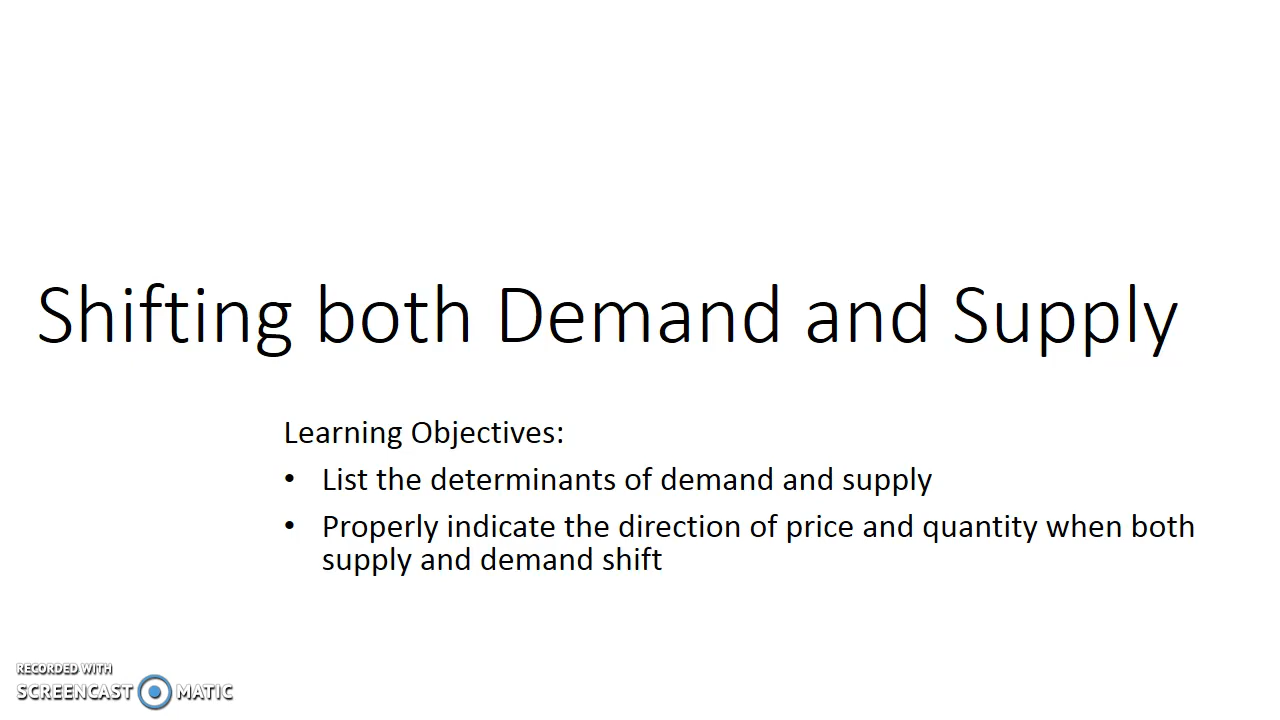 Shifting both Demand and Supply
Learning Objectives:
• List the determinants of demand and supply
• Properly indicate the direction of price and quantity when both
supply and demand shift
RECORDED WITH
SCREENCAST MATIC